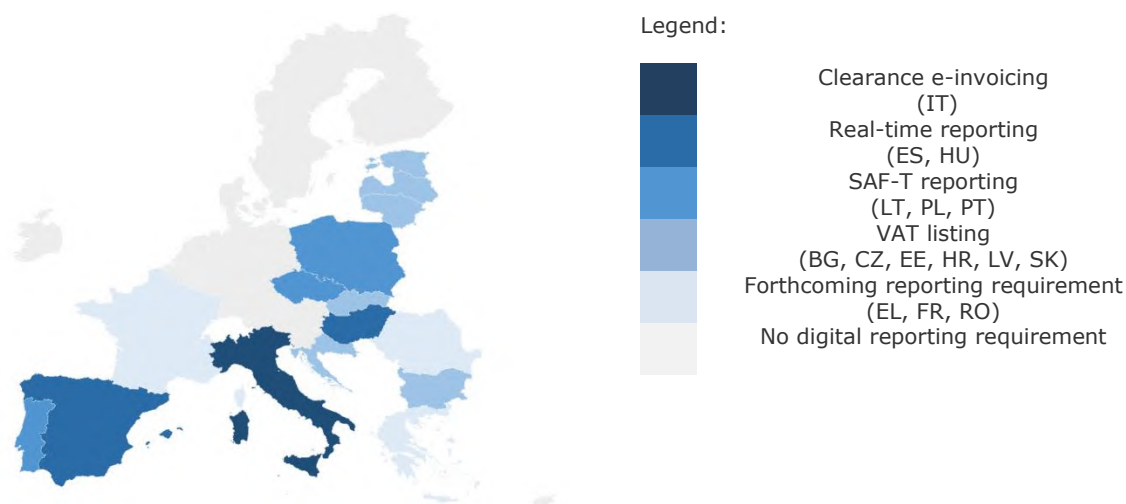 Legend:
Clearance e-invoicing
(IT)
Real-time reporting
(ES, HU)
SAF-T reporting
(LT, PL, PT)
VAT listing
(BG, CZ, EE, HR, LV, SK)
Forthcoming reporting requirement
(EL, FR, RO)
No digital reporting requirement